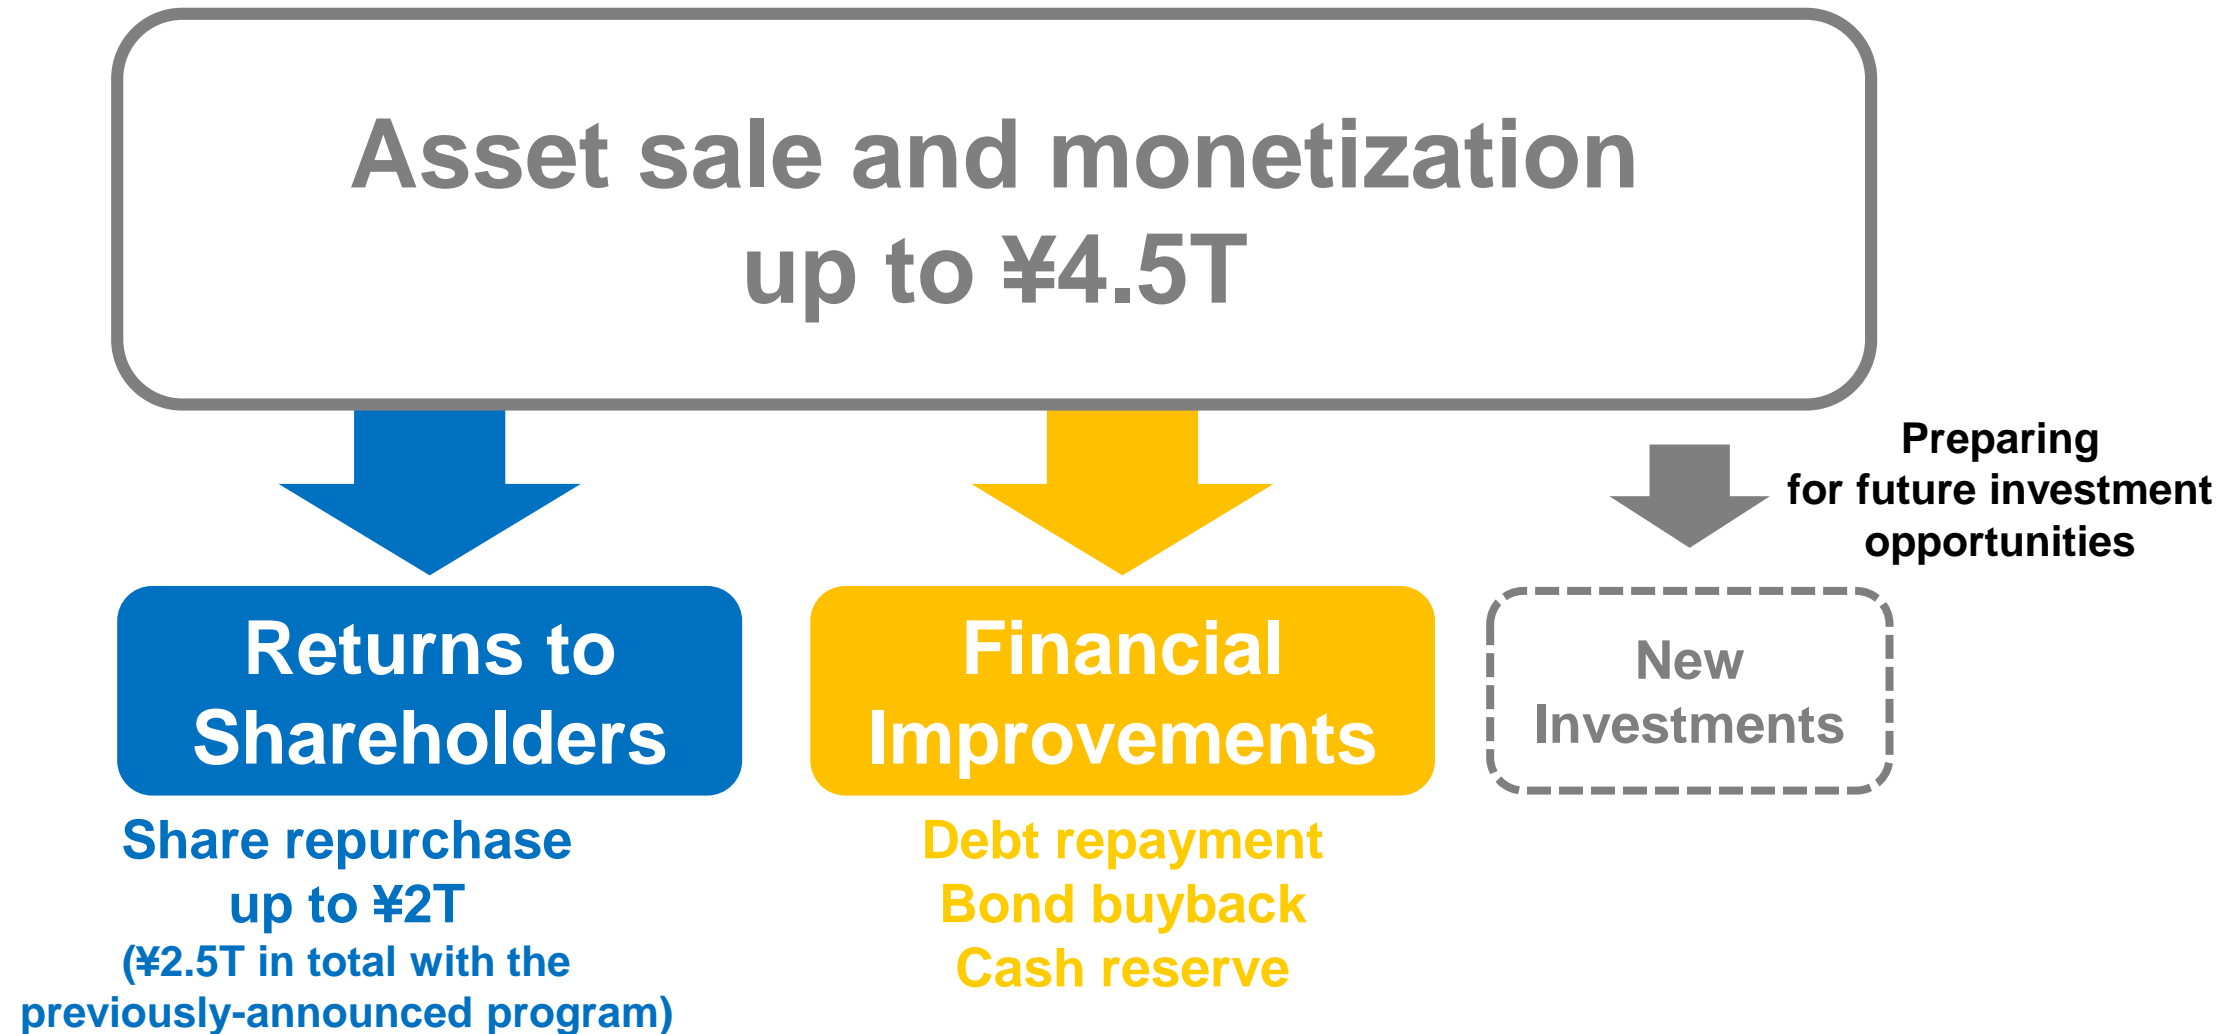 Asset sale and monetization
up to ¥4.5T
Preparing
for future investment
opportunities
Returns to
Shareholders
Share repurchase
up to ¥2T
(¥2.5T in total with the
previously-announced program)
Financial
Improvements
Debt repayment
Bond buyback
Cash reserve
New
Investments